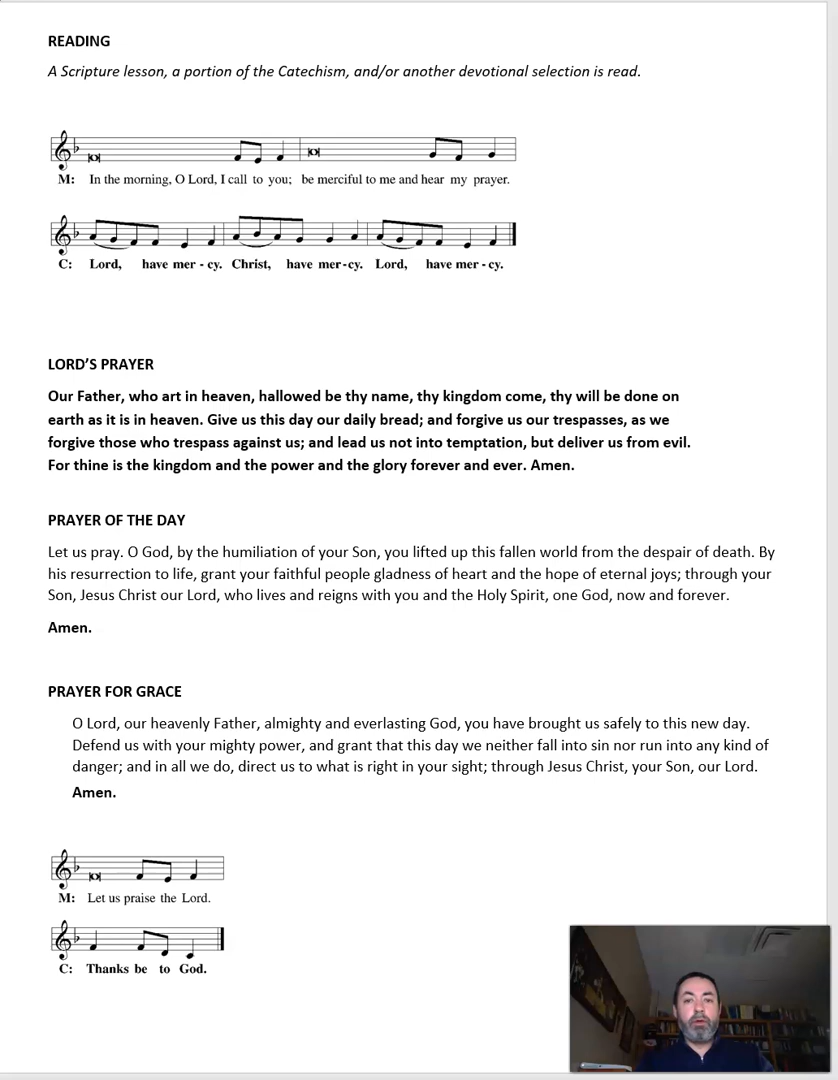 READING
A Scripture lesson, a portion of the Catechism, and/or another devotional selection is read.
M: In the morning, O Lord, I call to you; be merciful to me and hear my prayer.
C: Lord, have mer - cy. Christ, have mer - cy. Lord, have mer - cy.
LORD’S PRAYER
Our Father, who art in heaven, hallowed be thy name, thy kingdom come, thy will be done on
earth as it is in heaven. Give us this day our daily bread; and forgive us our trespasses, as we
forgive those who trespass against us; and lead us not into temptation, but deliver us from evil.
For thine is the kingdom and the power and the glory forever and ever. Amen.
PRAYER OF THE DAY
Let us pray. O God, by the humiliation of your Son, you lifted up this fallen world from the despair of death. By
his resurrection to life, grant your faithful people gladness of heart and the hope of eternal joys; through your
Son, Jesus Christ our Lord, who lives and reigns with you and the Holy Spirit, one God, now and forever.
Amen.
PRAYER FOR GRACE
O Lord, our heavenly Father, almighty and everlasting God, you have brought us safely to this new day.
Defend us with your mighty power, and grant that this day we neither fall into sin nor run into any kind of
danger; and in all we do, direct us to what is right in your sight; through Jesus Christ, your Son, our Lord.
Amen.
M: Let us praise the Lord.
C: Thanks be to God.